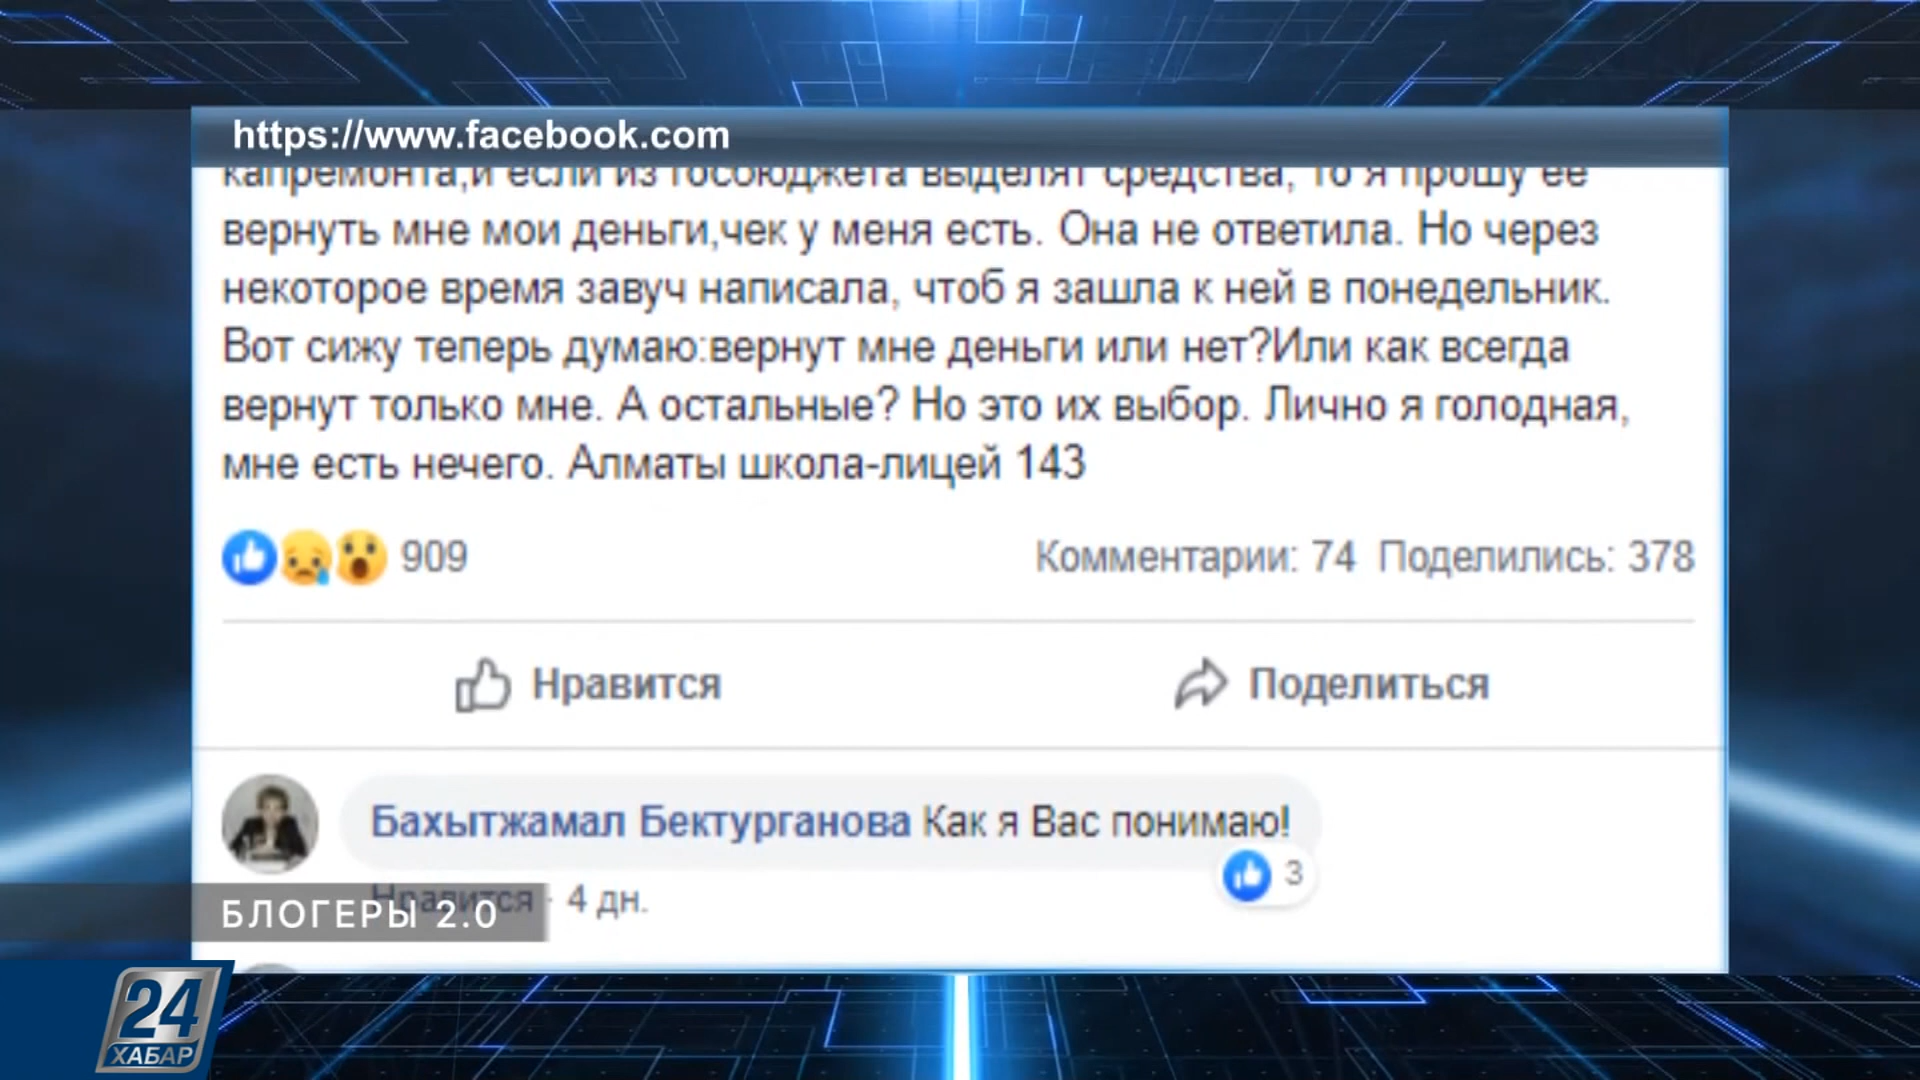 https://www.facebook.com
капремонта,и если из госбюджета выделят средства, то я прошу ее
вернуть мне мои деньги,чек у меня есть. Она не ответила. Но через
некоторое время завуч написала, чтоб я зашла к ней в понедельник.
Вот сижу теперь думаю:вернут мне деньги или нет?Или как всегда
вернут только мне. А остальные? Но это их выбор. Лично я голодная,
мне есть нечего. Алматы школа-лицей 143
909
Комментарии: 74 Поделились: 378
Нравится
Поделиться
Бахытжамал Бектурганова Как я Вас понимаю!
3
Нравится · 4 дн.
БЛОГЕРЫ 2.0
24
ХАБАР